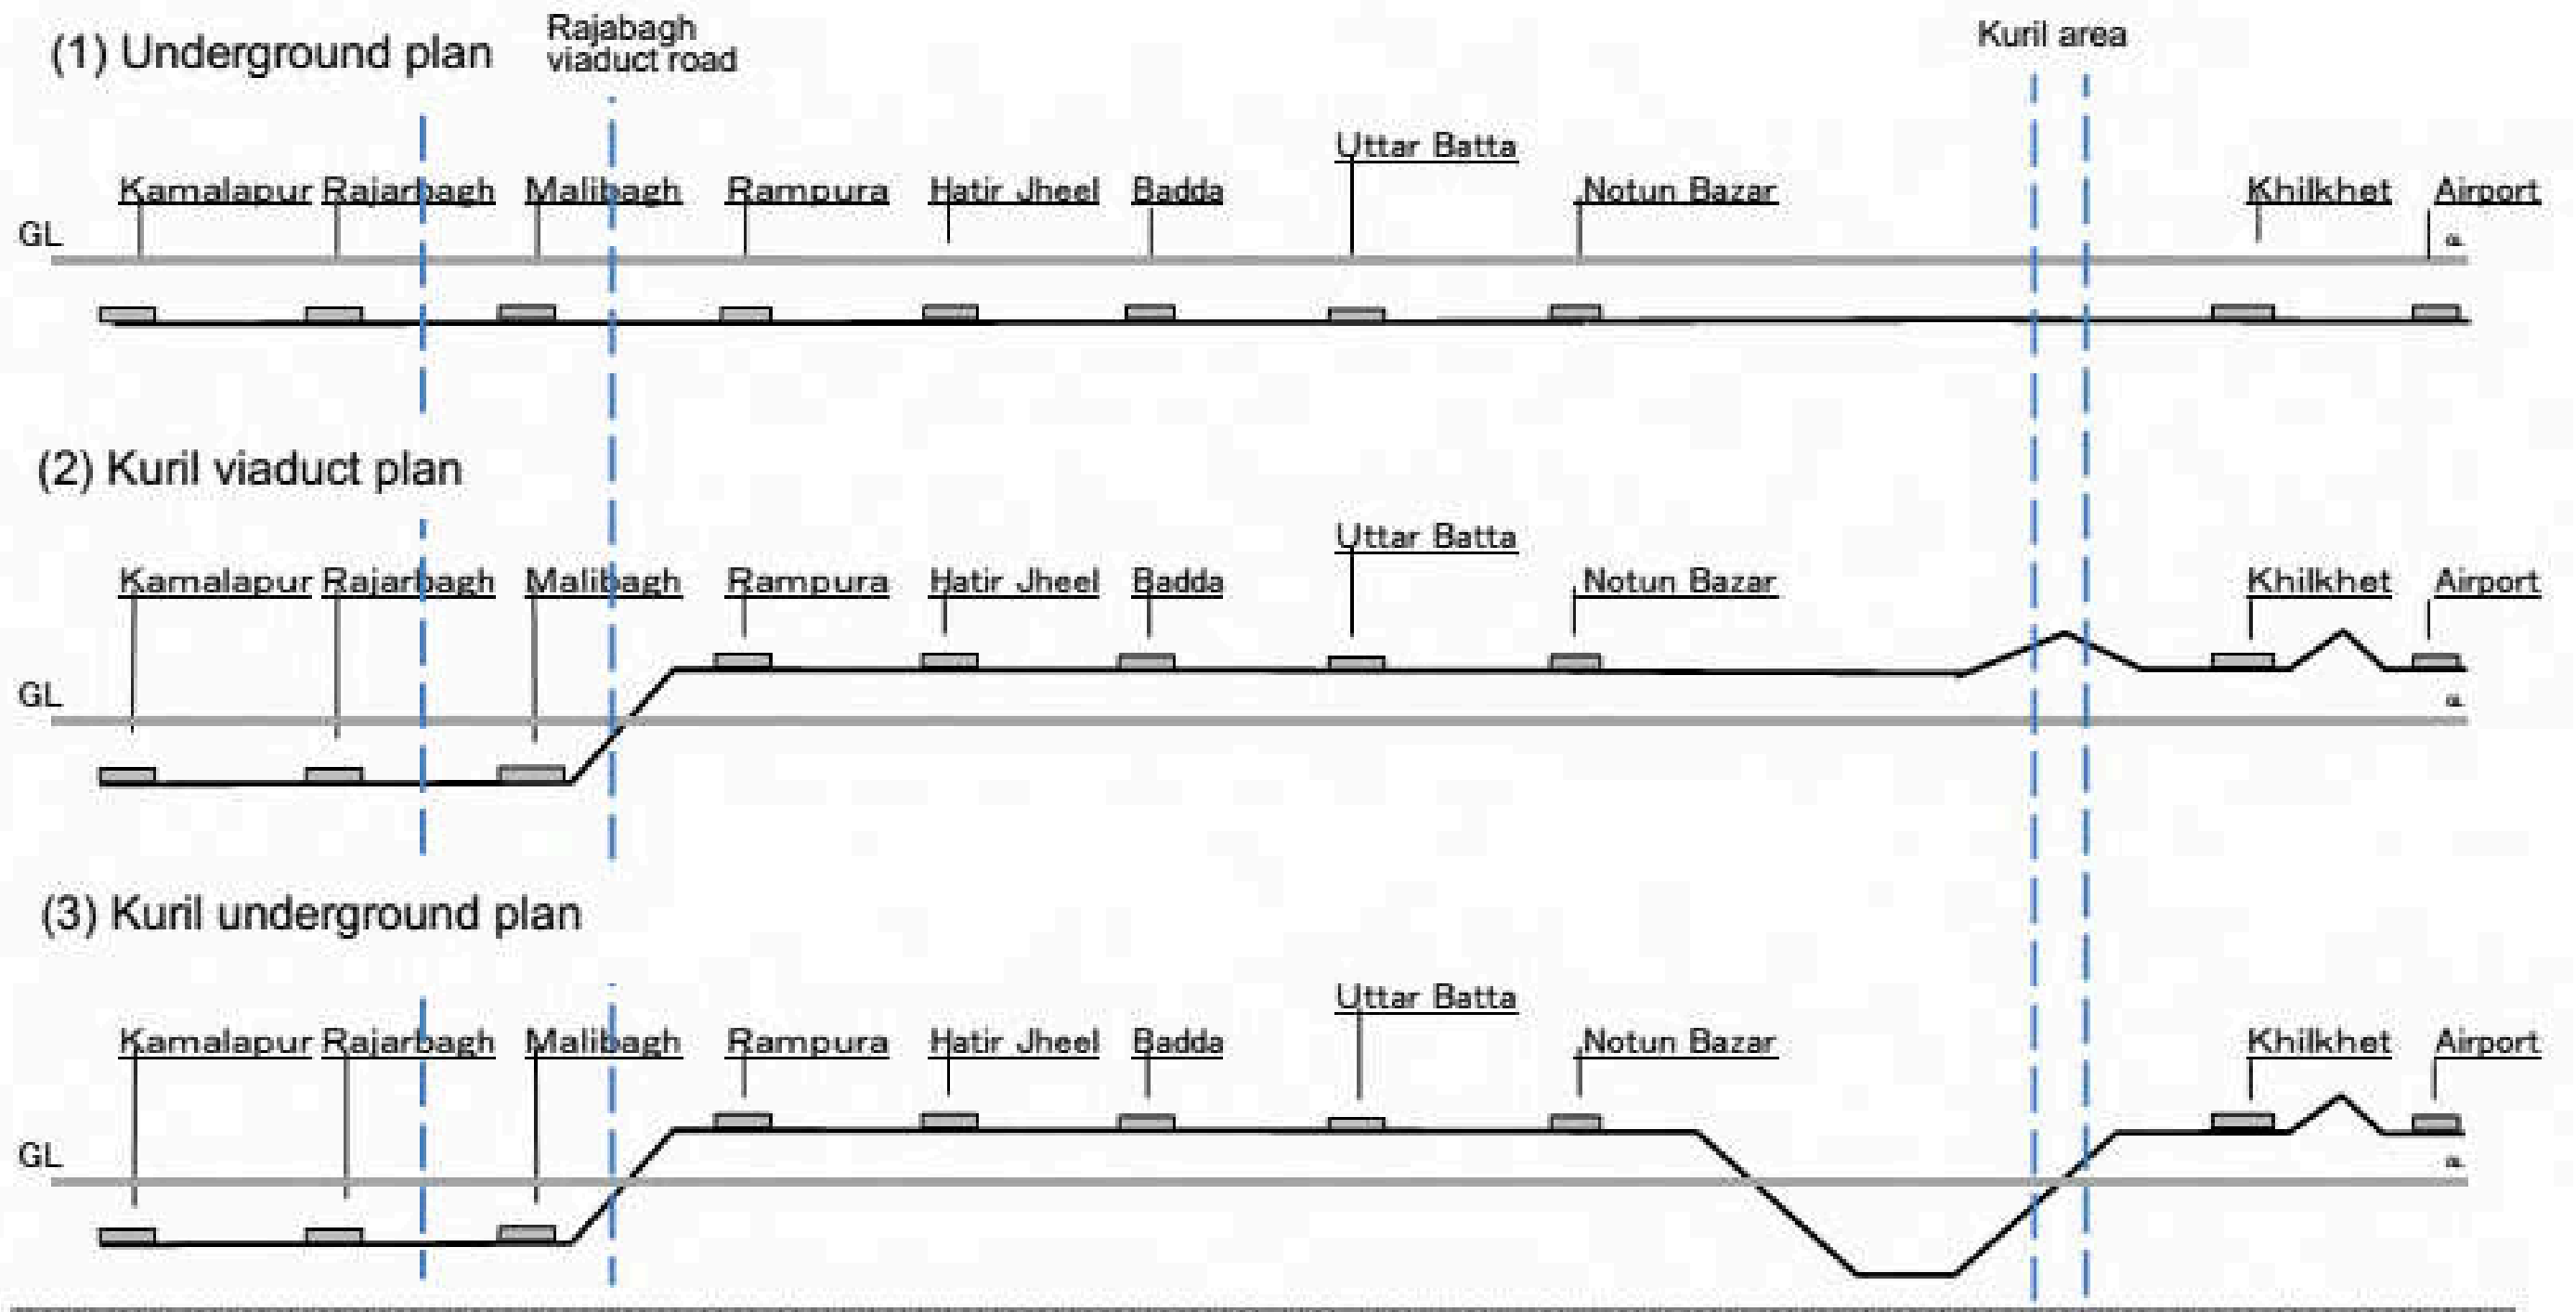 (1) Underground plan
Rajabagh
viaduct road
Kuril area
Uttar Batta
Kamalapur Rajarbagh Malibagh Rampura Hatir Jheel Badda Notun Bazar Khilkhet Airport
GL
(2) Kuril viaduct plan
Uttar Batta
Kamalapur Rajarbagh Malibagh Rampura Hatir Jheel Badda Notun Bazar Khilkhet Airport
GL
(3) Kuril underground plan
Uttar Batta
Kamalapur Rajarbagh Malibagh Rampura Hatir Jheel Badda Notun Bazar Khilkhet Airport
GL